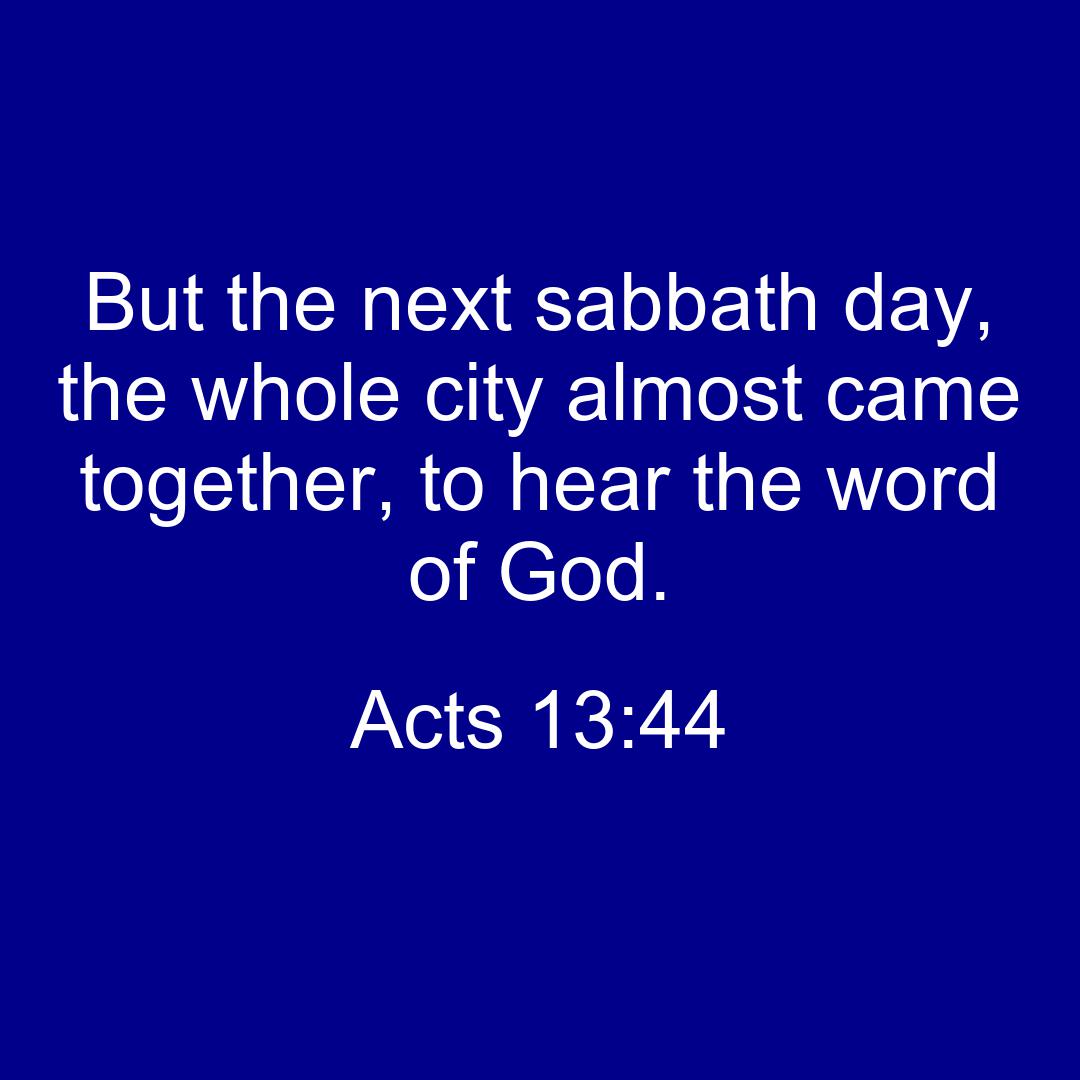 But the next sabbath day,
the whole city almost came
together, to hear the word
of God.
Acts 13:44